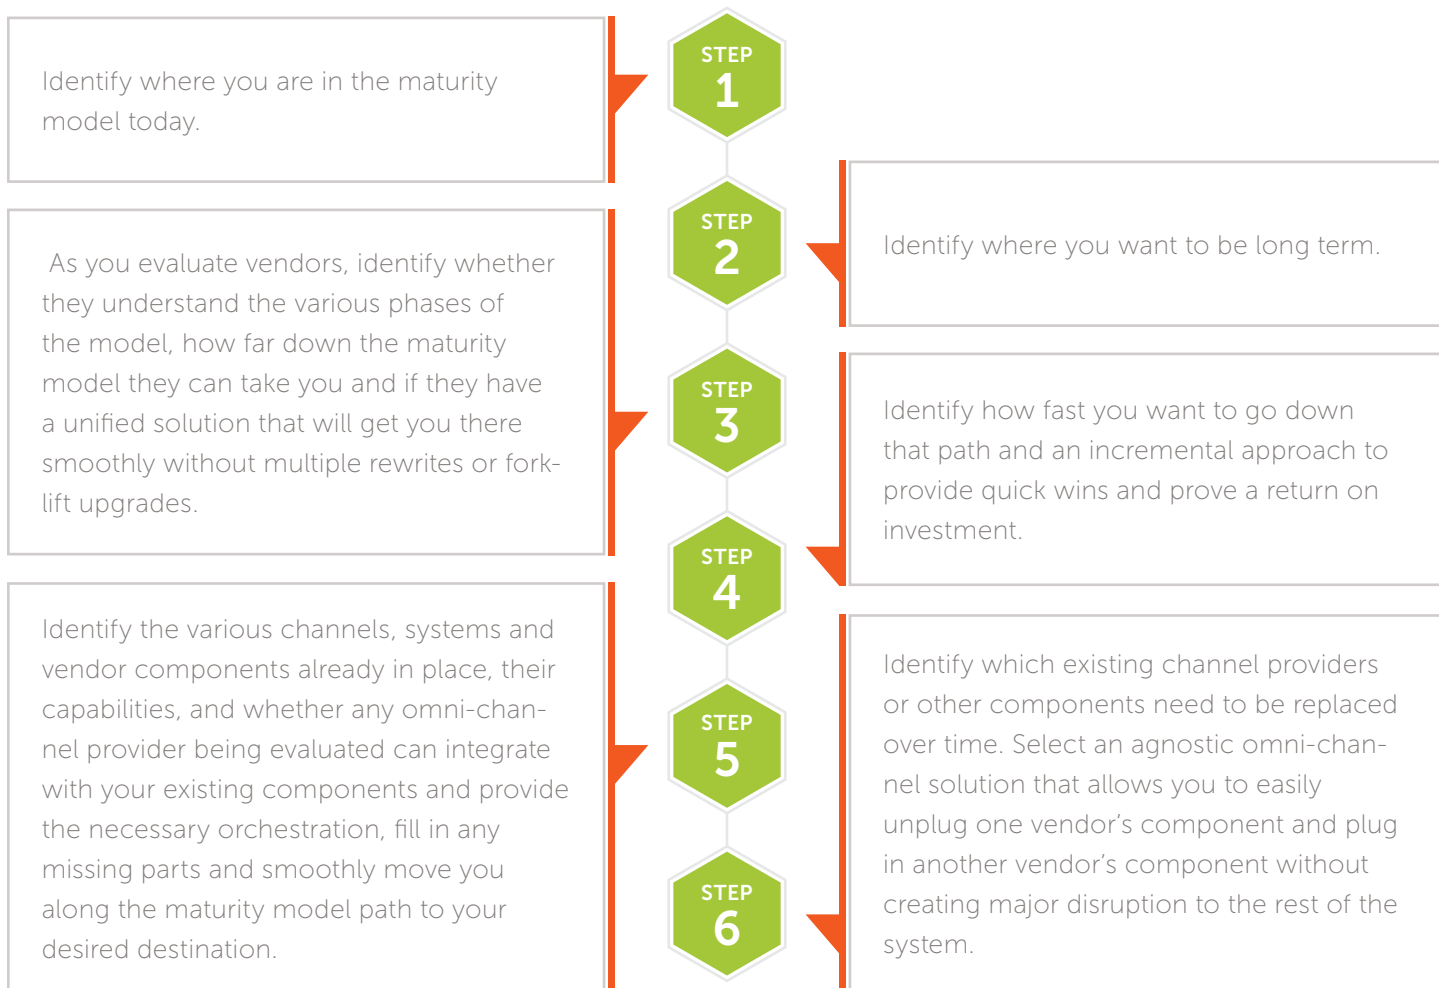 STEP
1
Identify where you are in the maturity
model today.
STEP
2
Identify where you want to be long term.
STEP
3
As you evaluate vendors, identify whether
they understand the various phases of
the model, how far down the maturity
model they can take you and if they have
a unified solution that will get you there
smoothly without multiple rewrites or fork-
lift upgrades.
STEP
4
Identify how fast you want to go down
that path and an incremental approach to
provide quick wins and prove a return on
investment.
STEP
5
Identify the various channels, systems and
vendor components already in place, their
capabilities, and whether any omni-chan-
nel provider being evaluated can integrate
with your existing components and provide
the necessary orchestration, fill in any
missing parts and smoothly move you
along the maturity model path to your
desired destination.
STEP
6
Identify which existing channel providers
or other components need to be replaced
over time. Select an agnostic omni-chan-
nel solution that allows you to easily
unplug one vendor’s component and plug
in another vendor’s component without
creating major disruption to the rest of the
system.